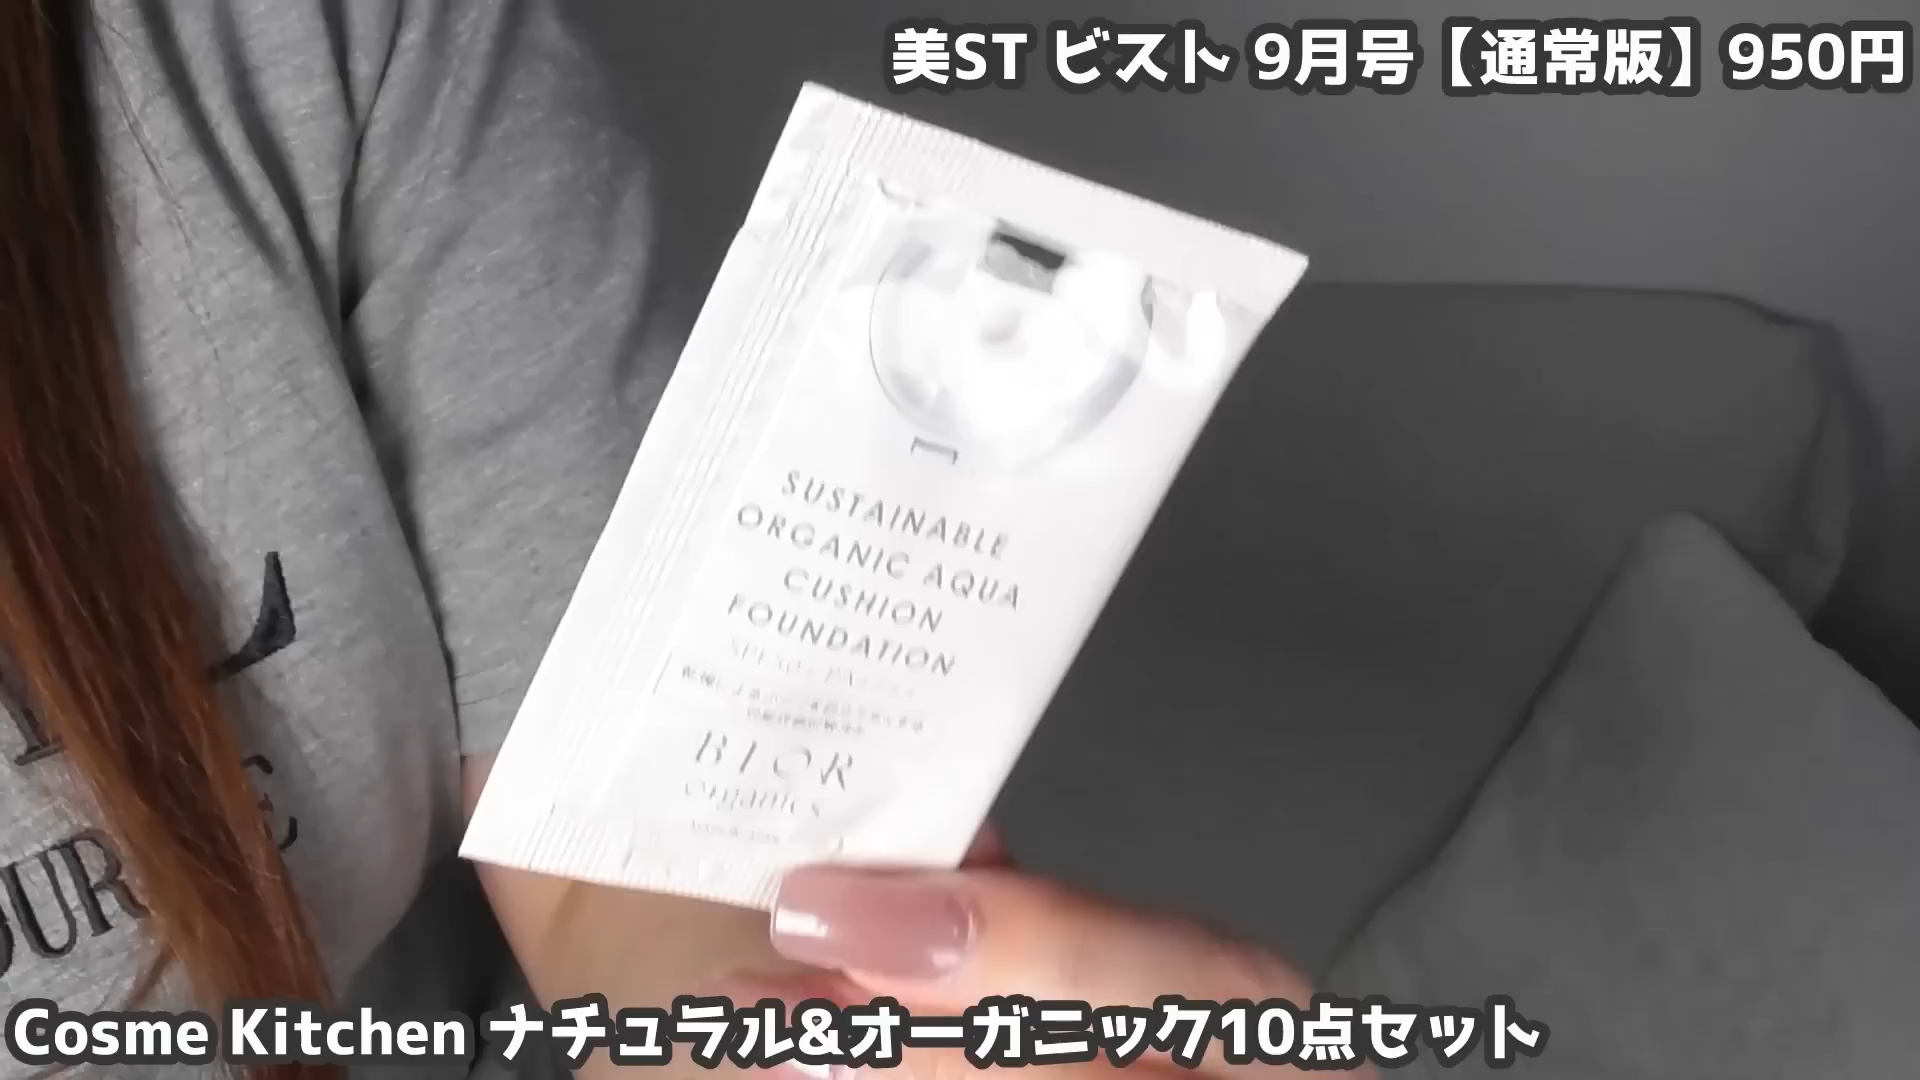 美ST ビスト 9月号【通常版】950円
SUSTAINABLE
ORGANIC AQUA
CUSHION
FOUNDATION
BIOR
Organics
OUR
Cosme Kitchen ナチュラル&オーガニック10点セット